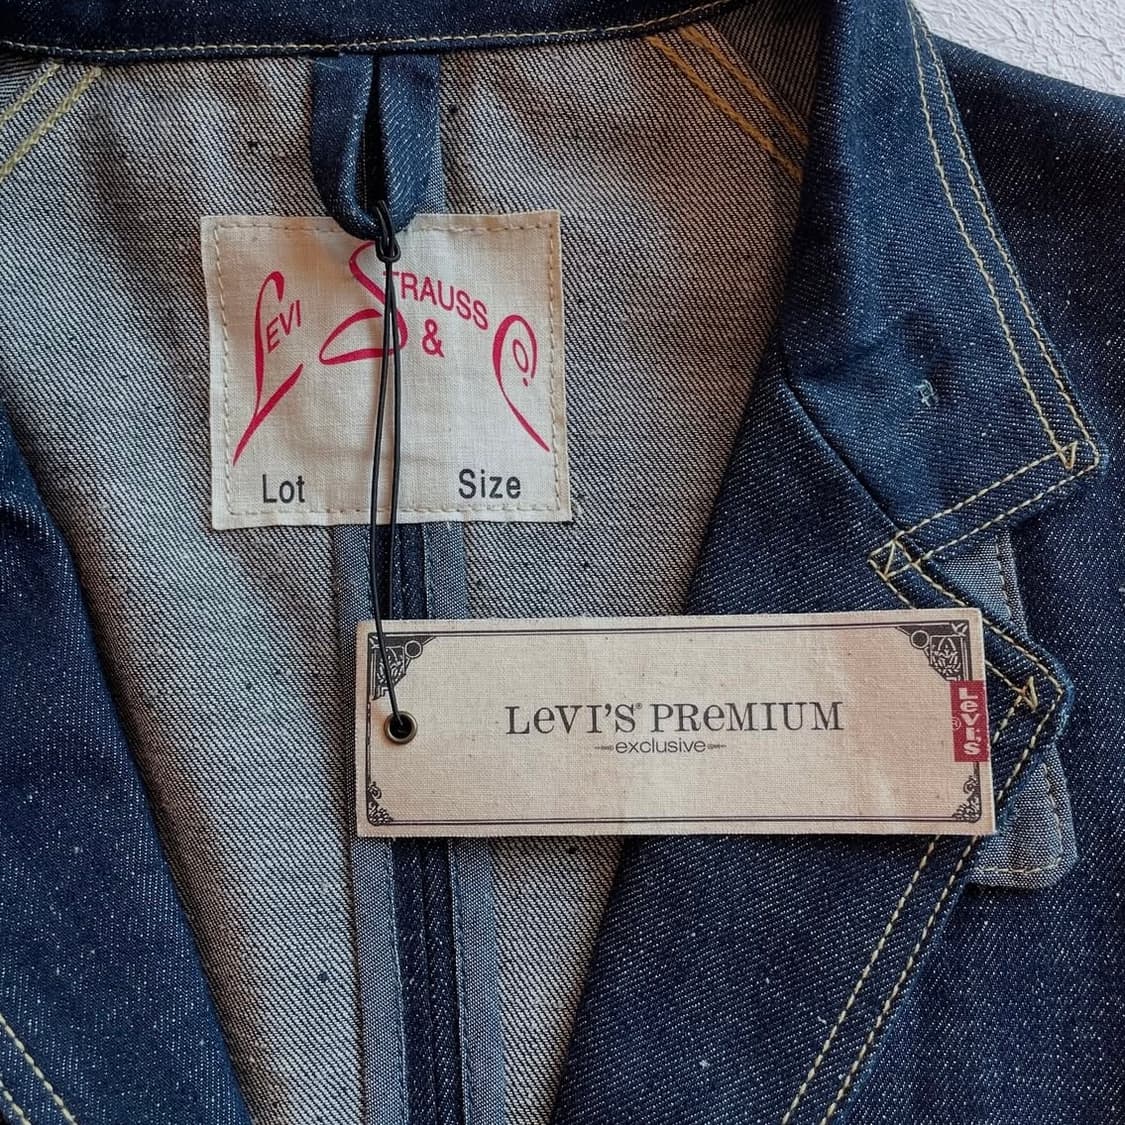 LEVI STRAUSS
& Co.
Lot Size
LeVI'S® PReMIUM
exclusive
Levi's
®